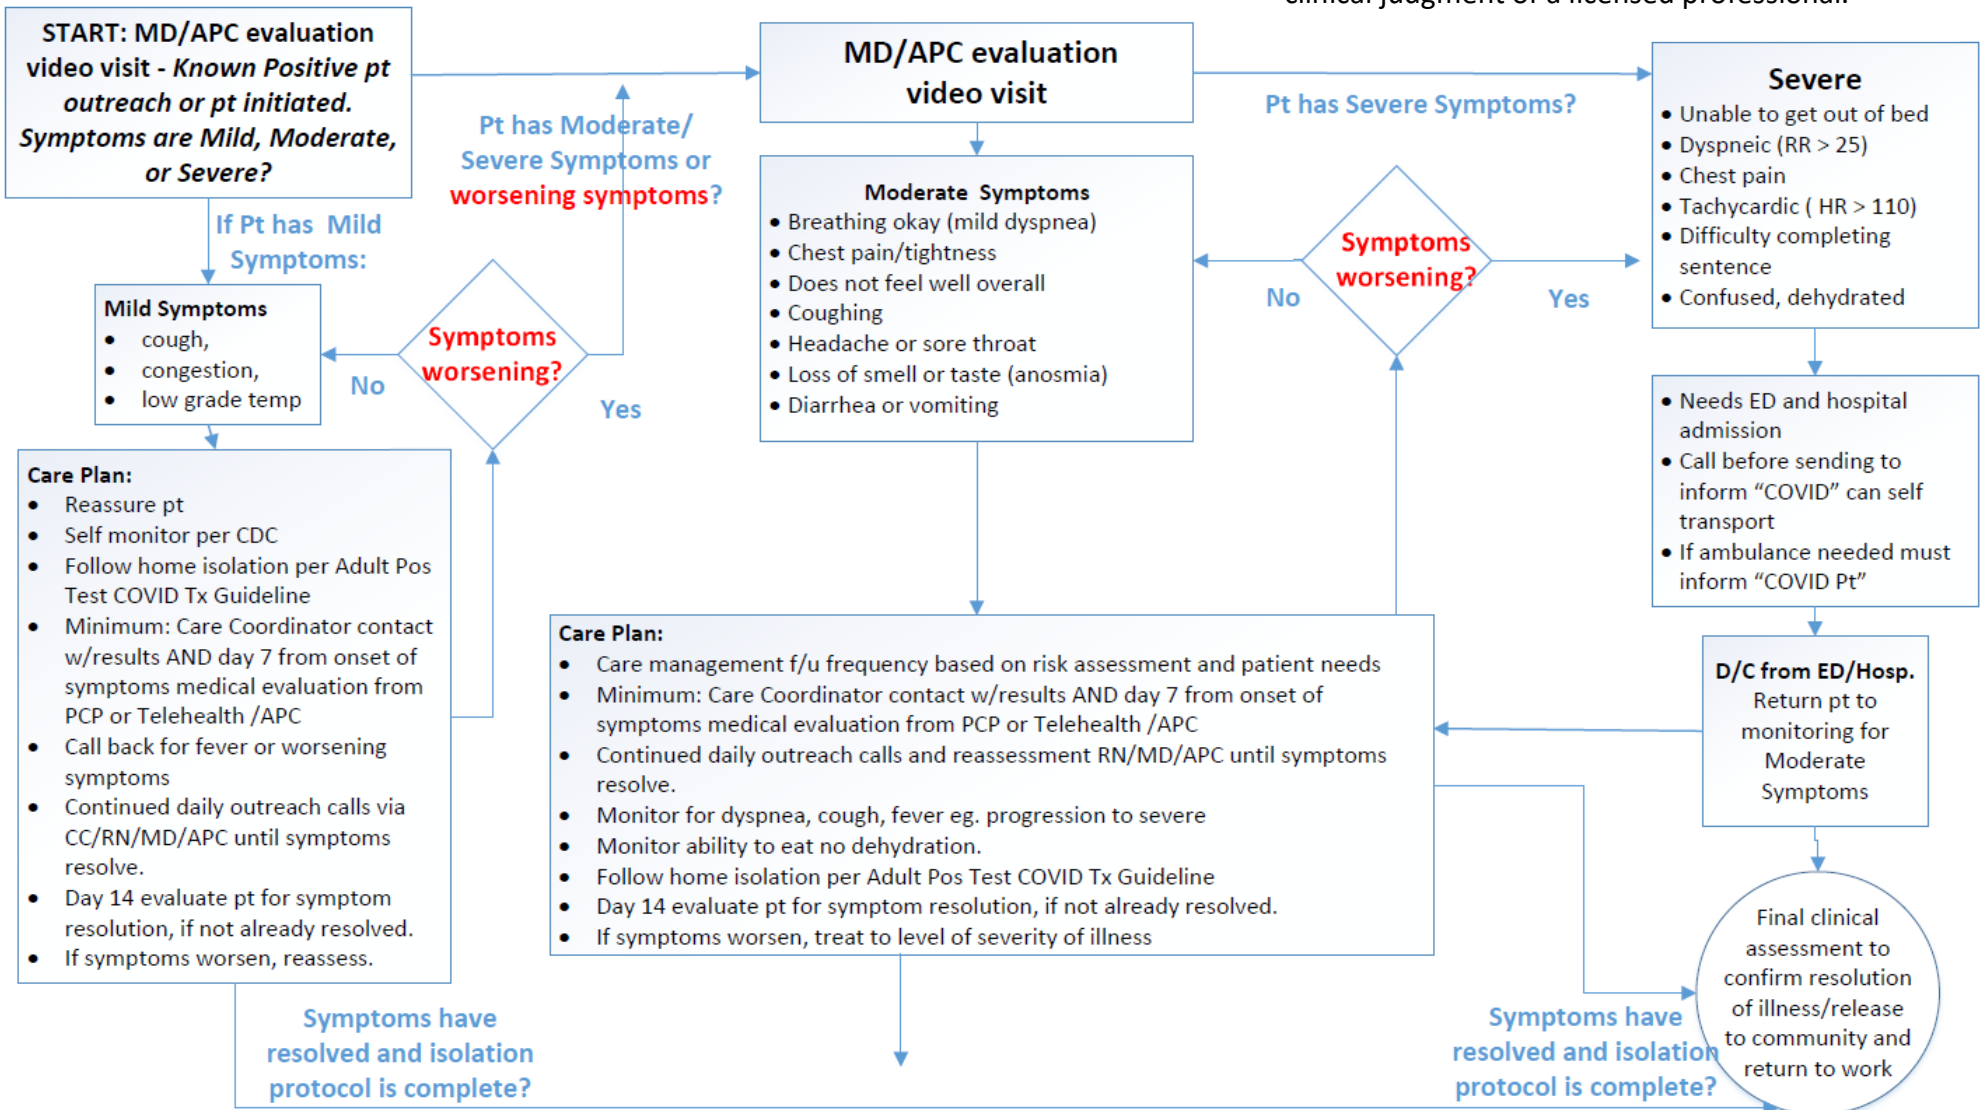 clinical judgment of a licensed professional.
START: MD/APC evaluation
video visit - Known Positive pt
outreach or pt initiated.
Symptoms are Mild, Moderate,
or Severe?
If Pt has Mild
Symptoms:
Mild Symptoms
• cough,
• congestion,
• low grade temp
Symptoms
worsening?
No
Yes
Pt has Moderate/
Severe Symptoms or
worsening symptoms?
Care Plan:
• Reassure pt
• Self monitor per CDC
• Follow home isolation per Adult Pos
Test COVID Tx Guideline
• Minimum: Care Coordinator contact
w/results AND day 7 from onset of
symptoms medical evaluation from
PCP or Telehealth /APC
• Call back for fever or worsening
symptoms
• Continued daily outreach calls via
CC/RN/MD/APC until symptoms
resolve.
• Day 14 evaluate pt for symptom
resolution, if not already resolved.
• If symptoms worsen, reassess.
Symptoms have
resolved and isolation
protocol is complete?
MD/APC evaluation
video visit
Moderate Symptoms
• Breathing okay (mild dyspnea)
• Chest pain/tightness
• Does not feel well overall
• Coughing
• Headache or sore throat
• Loss of smell or taste (anosmia)
• Diarrhea or vomiting
Care Plan:
• Care management f/u frequency based on risk assessment and patient needs
• Minimum: Care Coordinator contact w/results AND day 7 from onset of
symptoms medical evaluation from PCP or Telehealth /APC
• Continued daily outreach calls and reassessment RN/MD/APC until symptoms
resolve.
• Monitor for dyspnea, cough, fever eg. progression to severe
• Monitor ability to eat no dehydration.
• Follow home isolation per Adult Pos Test COVID Tx Guideline
• Day 14 evaluate pt for symptom resolution, if not already resolved.
• If symptoms worsen, treat to level of severity of illness
Pt has Severe Symptoms?
Symptoms
worsening?
No
Yes
Severe
• Unable to get out of bed
• Dyspneic (RR > 25)
• Chest pain
• Tachycardic ( HR > 110)
• Difficulty completing
sentence
• Confused, dehydrated
• Needs ED and hospital
admission
• Call before sending to
inform “COVID” can self
transport
• If ambulance needed must
inform “COVID Pt”
D/C from ED/Hosp.
Return pt to
monitoring for
Moderate
Symptoms
Symptoms have
resolved and isolation
protocol is complete?
Final clinical
assessment to
confirm resolution
of illness/release
to community and
return to work